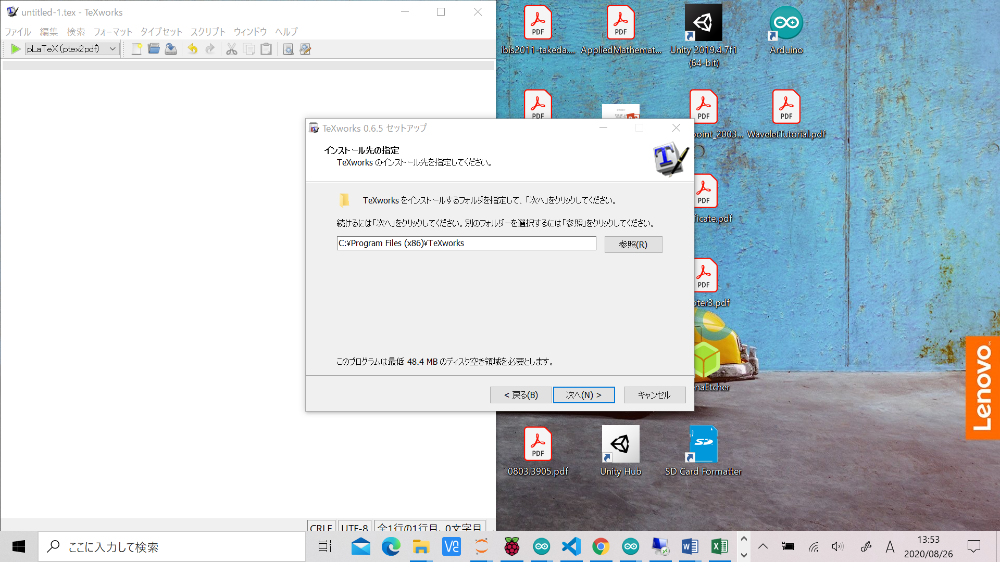 untitled-1.tex - TeXworks
ファイル 編集 検索 フォーマット タイプセット スクリプト ウィンドウ ヘルプ
pLaTeX (ptex2pdf)
PDF
ibis2011-takeda....
PDF
AppliedMathemat...
Unity 2019.4.7f1
(64-bit)
Arduino
PDF
PDF
point_2003...
PDF
WaveletTutorial.pdf
PDF
ficate.pdf
PDF
oter3.pdf
naEtcher
TeXworks 0.6.5 セットアップ
インストール先の指定
TeXworks のインストール先を指定してください。
TeXworks をインストールするフォルダを指定して、「次へ」をクリックしてください。
続けるには「次へ」をクリックしてください。別のフォルダーを選択するには「参照」をクリックしてください。
C:¥Program Files (x86)¥TeXworks
参照(R)
このプログラムは最低 48.4 MB のディスク空き領域を必要とします。
< 戻る(B)
次へ(N) >
キャンセル
Lenovo
PDF
0803.3905.pdf
Unity Hub
SD Card Formatter
CRLF
UTF-8
全1行の1行目、0文字目
ここに入力して検索
A
13:53
2020/08/26